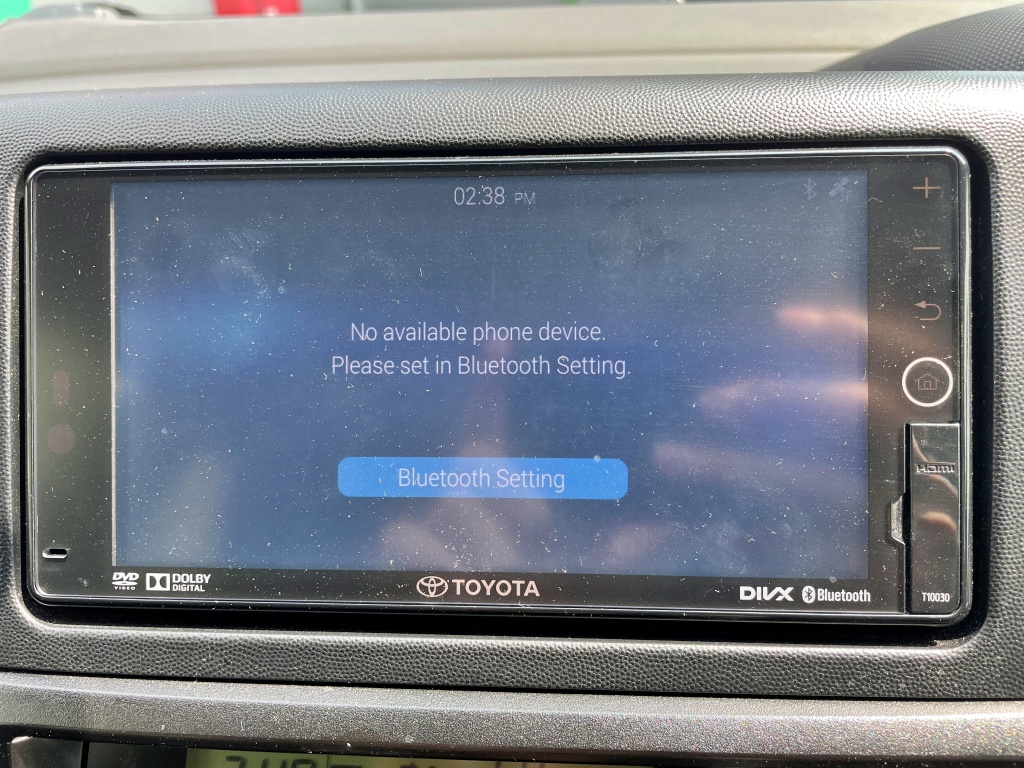 02:38 PM
No available phone device.
Please set in Bluetooth Setting.
Bluetooth Setting
HDMI
DVD VIDEO
DOLBY DIGITAL
TOYOTA
DIVX
Bluetooth
T10030